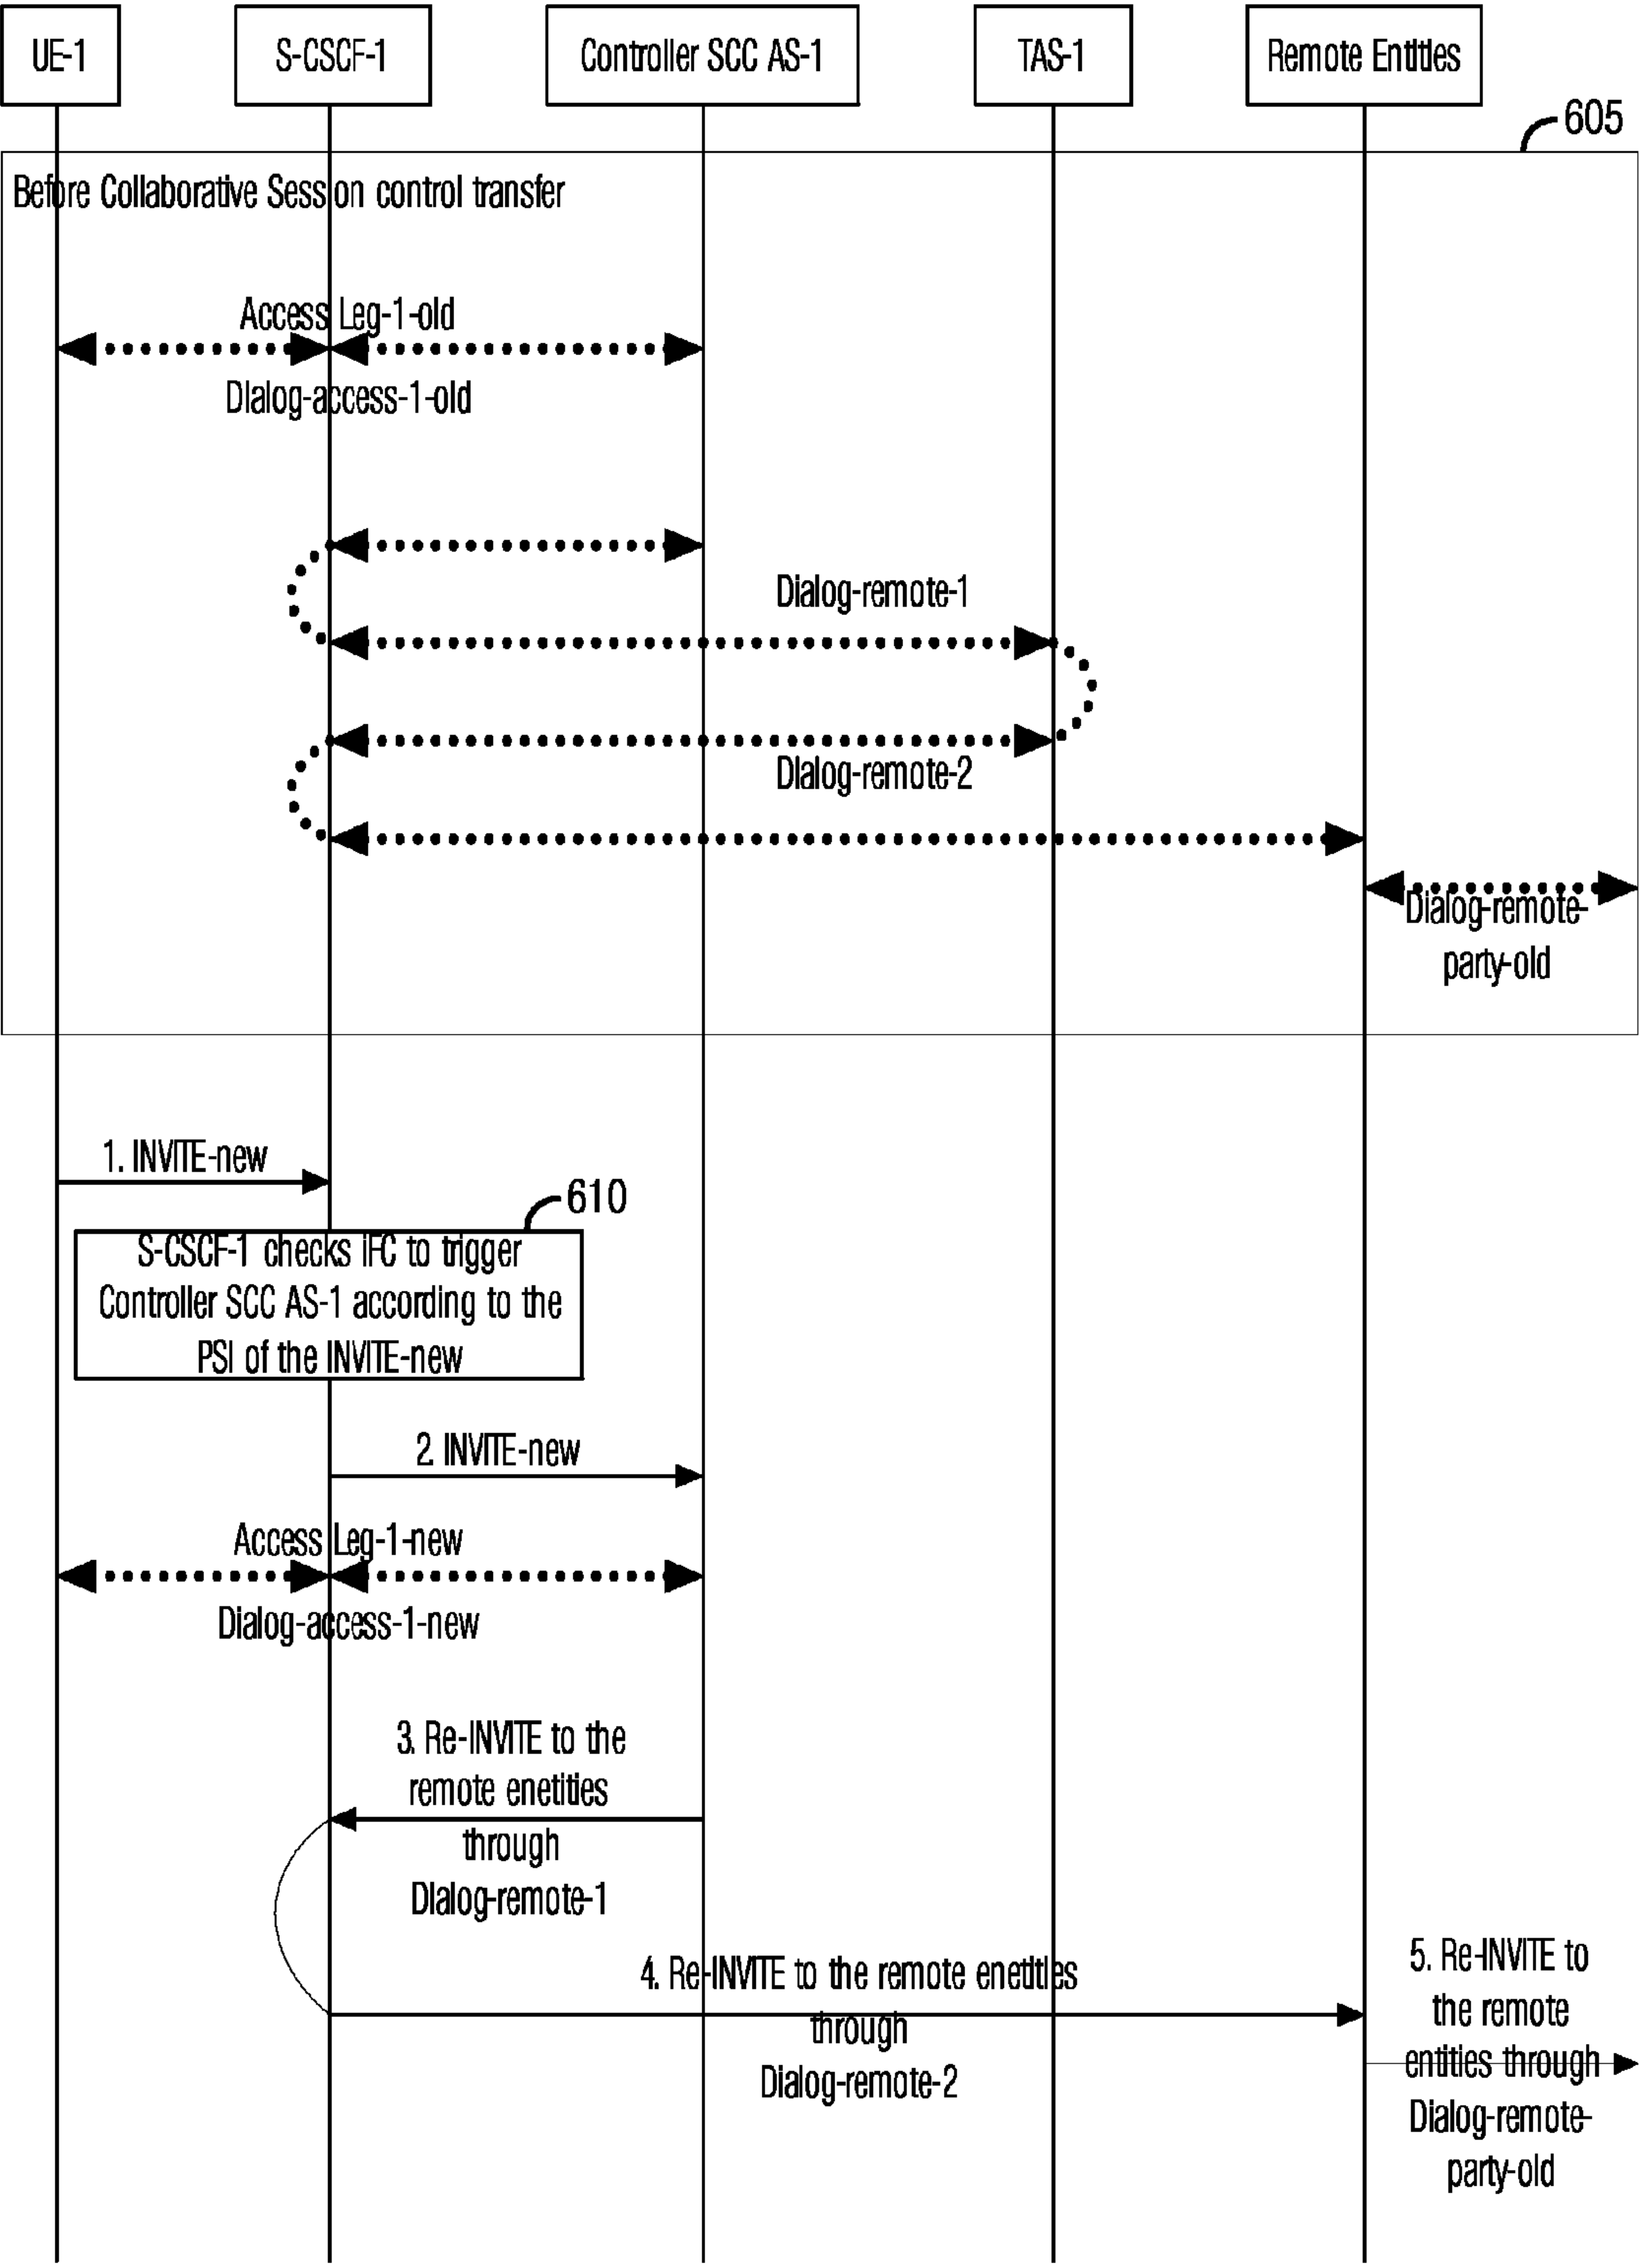 UE-1
S-CSCF-1
Controller SCC AS-1
TAS-1
Remote Entities
605
Before Collaborative Session control transfer
Access Leg-1-old
Dialog-access-1-old
Dialog-remote-1
Dialog-remote-2
Dialog-remote-
party-old
1. INVITE-new
610
S-CSCF-1 checks iFC to trigger
Controller SCC AS-1 according to the
PSI of the INVITE-new
2. INVITE-new
Access Leg-1-new
Dialog-access-1-new
3. Re-INVITE to the
remote enetities
through
Dialog-remote-1
4. Re-INVITE to the remote enetities
through
Dialog-remote-2
5. Re-INVITE to
the remote
entities through
Dialog-remote-
party-old